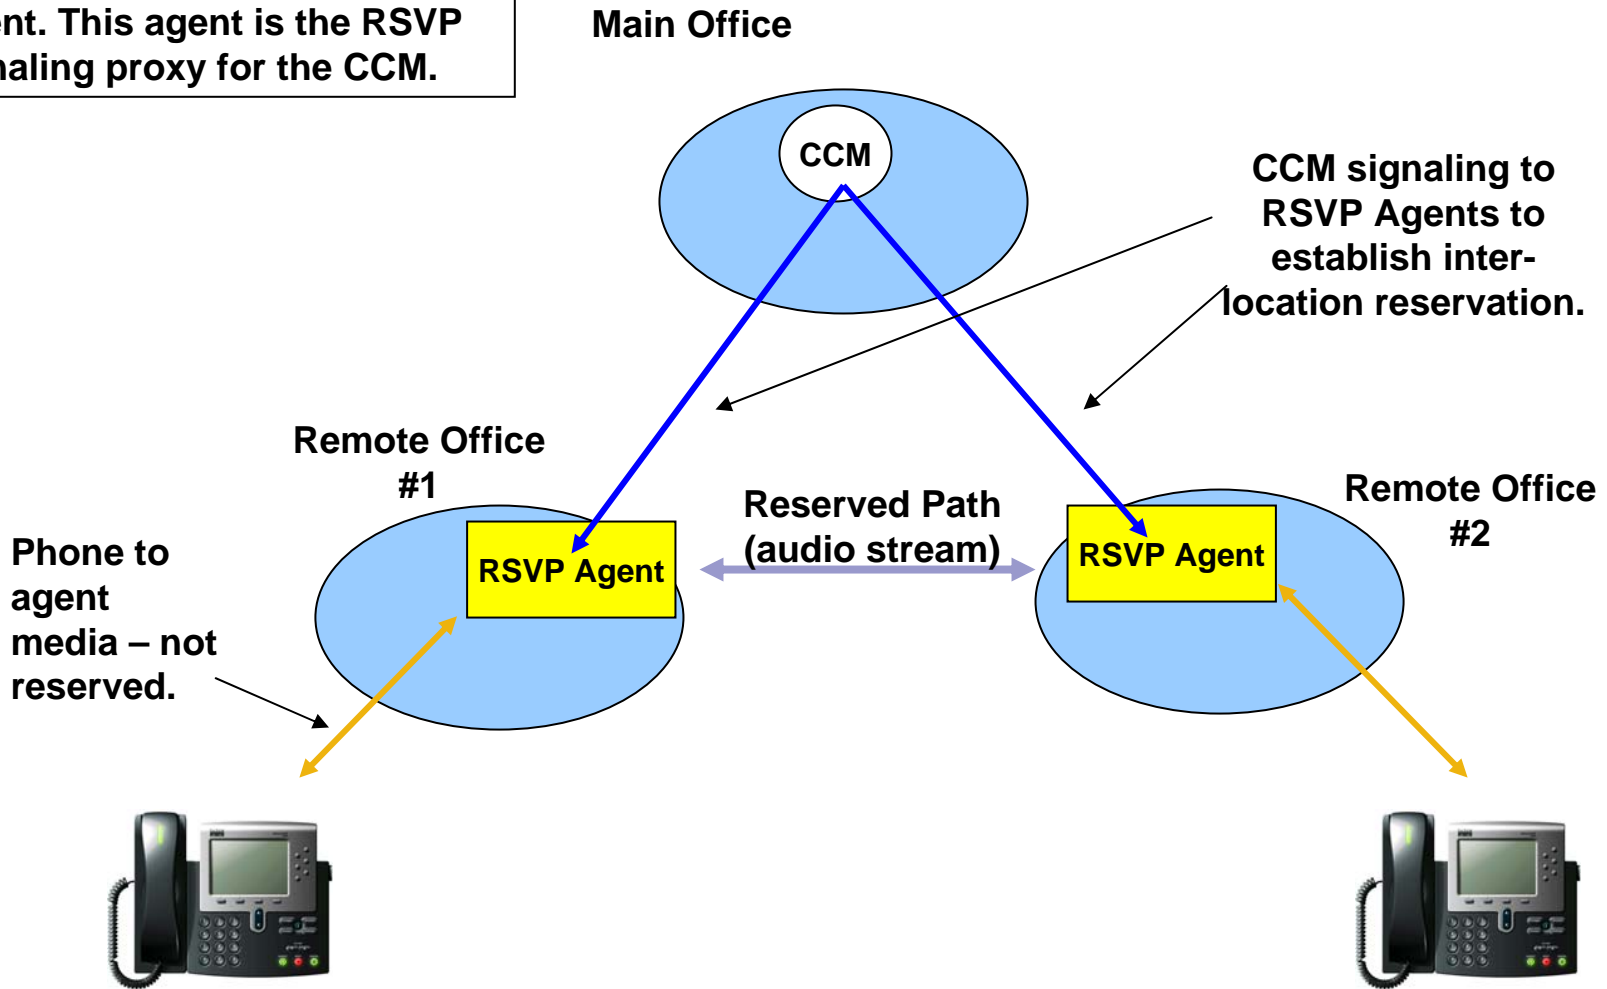 This agent is the RSVP
proxy for the CCM.
Main Office
CCM
CCM signaling to
RSVP Agents to
establish inter-
location reservation.
Remote Office
#1
Reserved Path
(audio stream)
Remote Office
#2
RSVP Agent
RSVP Agent
Phone to
agent
media – not
reserved.